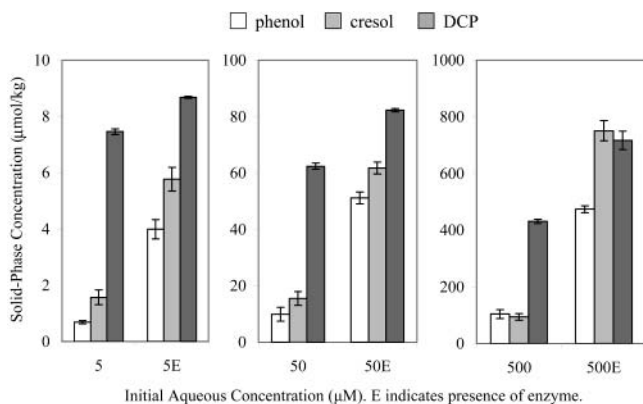 phenol cresol DCP
Solid-Phase Concentration (μmol/kg)
10 100 1000
8 80 800
6 60 600
4 40 400
2 20 200
0 0 0
5 5E 50 50E 500 500E
Initial Aqueous Concentration (μM). E indicates presence of enzyme.